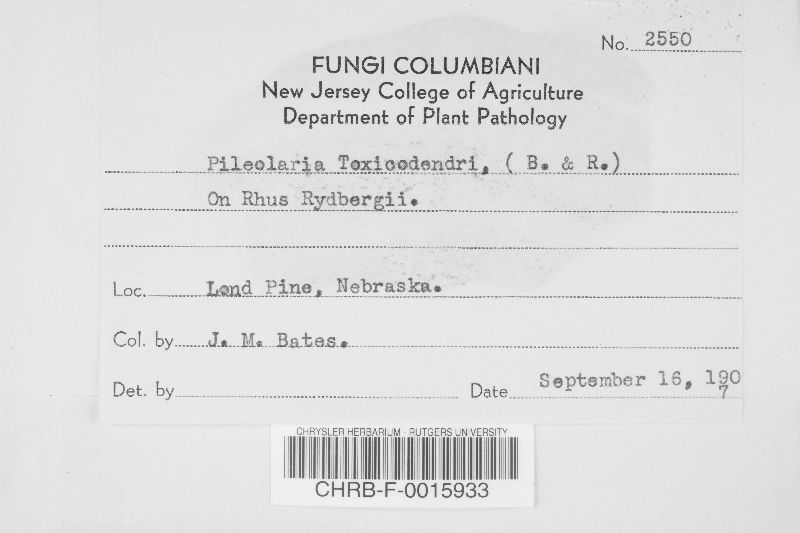 No. 2550
FUNGI COLUMBIANI
New Jersey College of Agriculture
Department of Plant Pathology
Pileolaria Toxicodendri, ( B. & R.)
On Rhus Rydbergii.
Loc. Lond Pine, Nebraska.
Col. by J. M. Bates.
Det. by
Date September 16, 190
7
CHRYSLER HERBARIUM - RUTGERS UNIVERSITY
CHRB-F-0015933